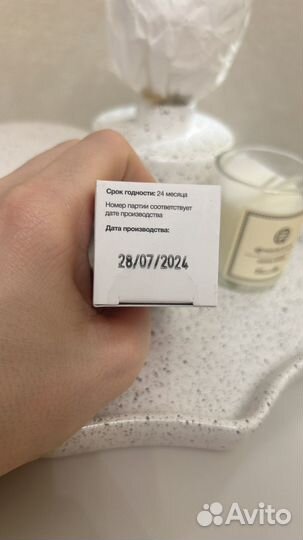 Срок годности: 24 месяца
Номер партии соответствует
дате производства
Дата производства:
28/07/2024
Avito